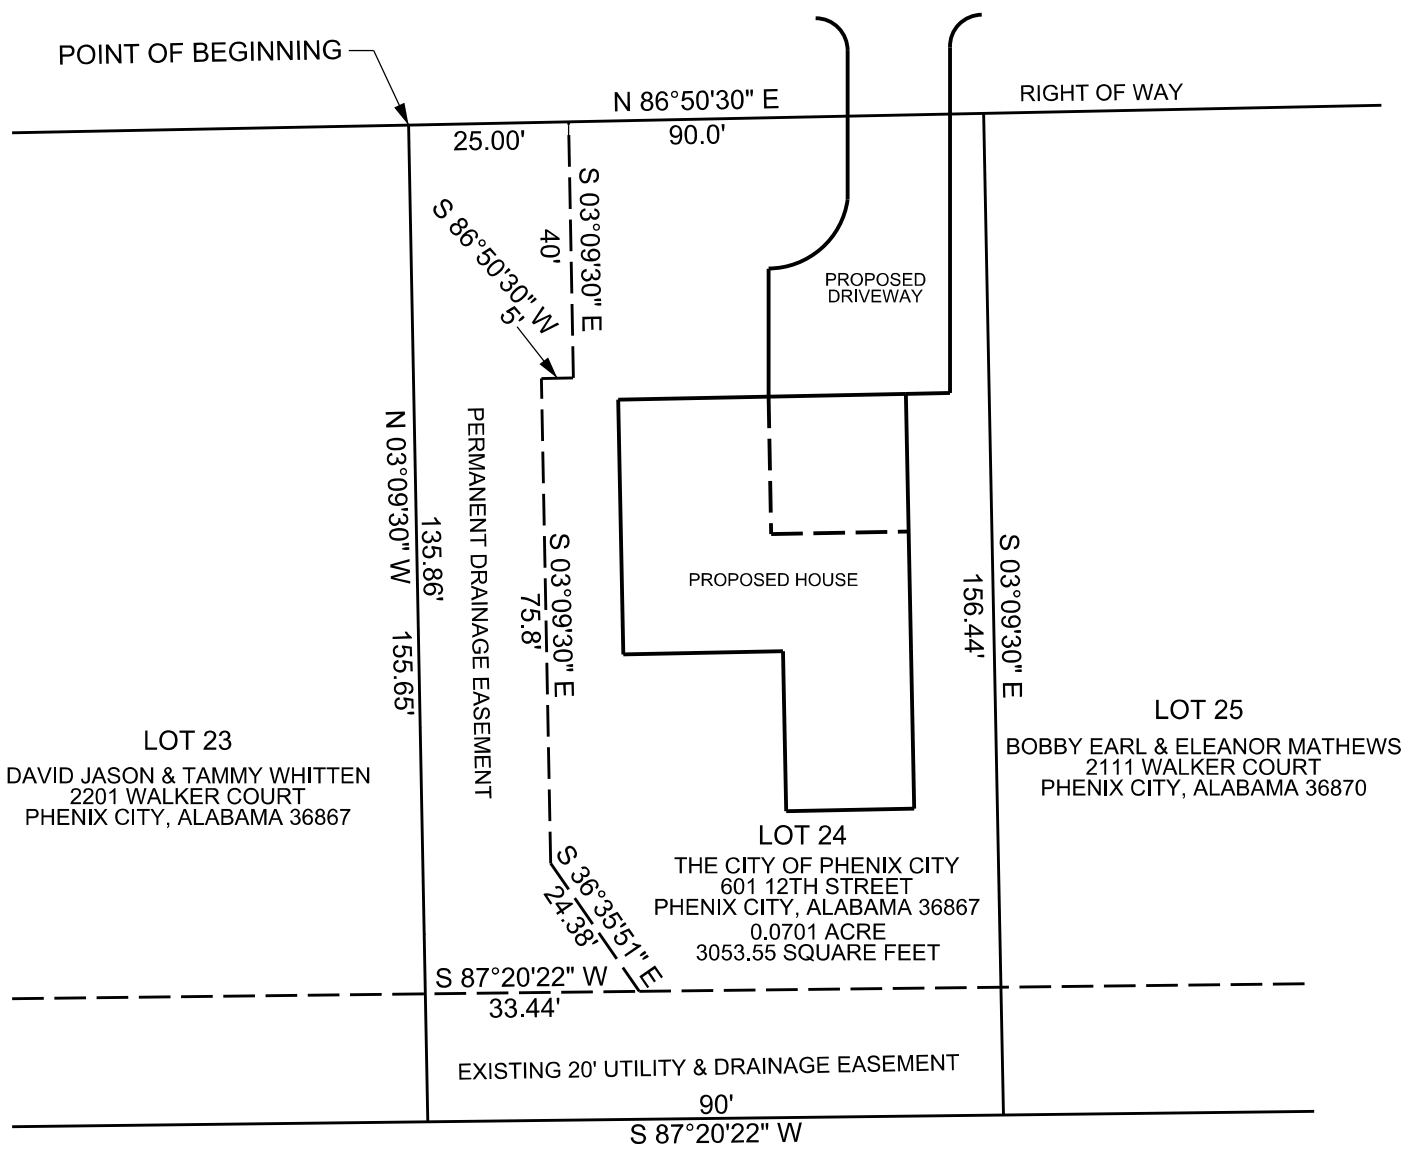 POINT OF BEGINNING
N 86°50'30" E
RIGHT OF WAY
25.00'
90.0'
S 03°09'30" E
40'
S 86°50'30" W
5'
PROPOSED
DRIVEWAY
N 03°09'30" W
135.86'
155.65'
PERMANENT DRAINAGE EASEMENT
S 03°09'30" E
75.8'
PROPOSED HOUSE
S 03°09'30" E
156.44'
LOT 23
DAVID JASON & TAMMY WHITTEN
2201 WALKER COURT
PHENIX CITY, ALABAMA 36867
LOT 25
BOBBY EARL & ELEANOR MATHEWS
2111 WALKER COURT
PHENIX CITY, ALABAMA 36870
LOT 24
THE CITY OF PHENIX CITY
601 12TH STREET
PHENIX CITY, ALABAMA 36867
0.0701 ACRE
3053.55 SQUARE FEET
S 36°35'51" E
24.38'
S 87°20'22" W
33.44'
EXISTING 20' UTILITY & DRAINAGE EASEMENT
90'
S 87°20'22" W